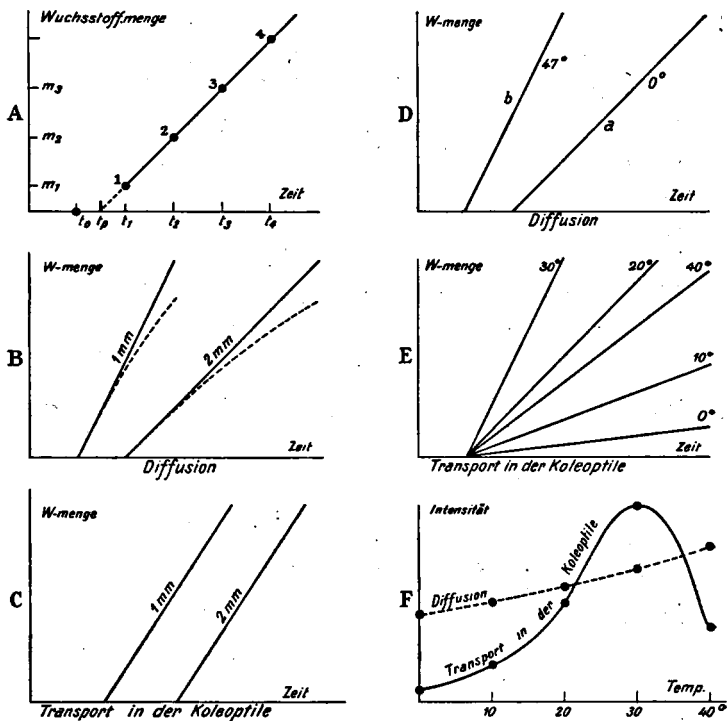 A
Wuchsstoffmenge
m3
m2
m1
1
2
3
4
Zeit
t0 tp t1 t2 t3 t4
D
W-menge
47°
0°
b
a
Zeit
Diffusion
B
W-menge
1mm
2mm
Zeit
Diffusion
E
W-menge
30° 20° 40°
10°
0°
Zeit
Transport in der Koleoptile
C
W-menge
1mm
2mm
Zeit
Transport in der Koleoptile
F
Intensität
Diffusion
Transport in der Koleoptile
Temp.
10 20 30 40°